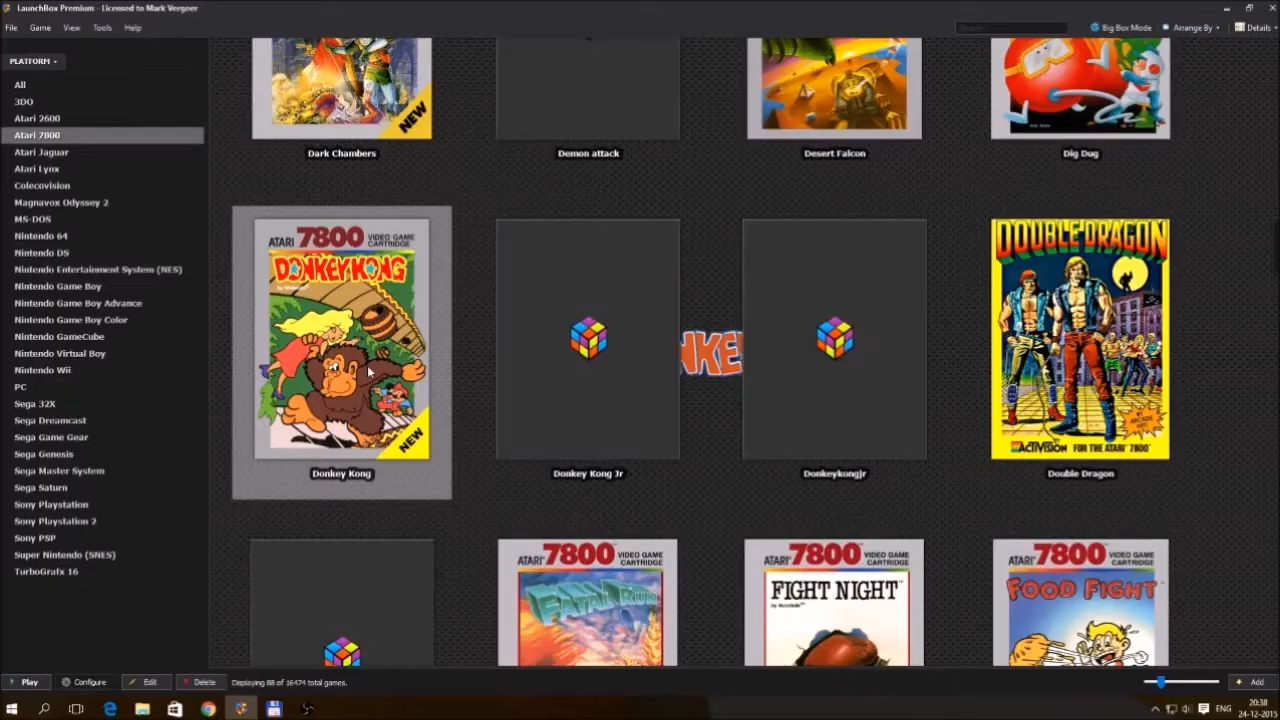 LaunchBox Premium - Licensed to Mark Vergeer
File Game View Tools Help
Big Box Mode Arrange By Details
PLATFORM
All
3DO
Atari 2600
Atari 7800
Atari Jaguar
Atari Lynx
Colecovision
Magnavox Odyssey 2
MS-DOS
Nintendo 64
Nintendo DS
Nintendo Entertainment System (NES)
Nintendo Game Boy
Nintendo Game Boy Advance
Nintendo Game Boy Color
Nintendo GameCube
Nintendo Virtual Boy
Nintendo Wii
PC
Sega 32X
Sega Dreamcast
Sega Game Gear
Sega Genesis
Sega Master System
Sega Saturn
Sony Playstation
Sony Playstation 2
Sony PSP
Super Nintendo (SNES)
TurboGrafx 16
NEW
Dark Chambers
Demon attack
Desert Falcon
Dig Dug
ATARI 7800 VIDEO GAME CARTRIDGE
DONKEY KONG
NEW
Donkey Kong
Donkey Kong Jr
NKE
Donkeykongjr
DOUBLE DRAGON
ACTIVISION FOR THE ATARI 7800
Double Dragon
ATARI 7800 VIDEO GAME CARTRIDGE
FATAL RUN
ATARI 7800 VIDEO GAME CARTRIDGE
FIGHT NIGHT
by Accolade
ATARI 7800 VIDEO GAME CARTRIDGE
FOOD FIGHT
Play Configure Edit Delete Displaying 88 of 16474 total games. Add
ENG 20:38
24-12-2015